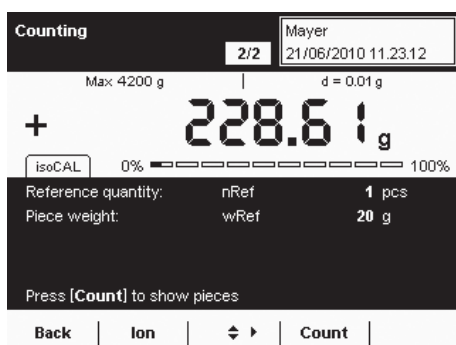 Counting
Mayer
2/2
21/06/2010 11.23.12
Max 4200 g
d = 0.01 g
+ 228.61 g
isoCAL 0% 100%
Reference quantity: nRef 1 pcs
Piece weight: wRef 20 g
Press [Count] to show pieces
Back Ion Count